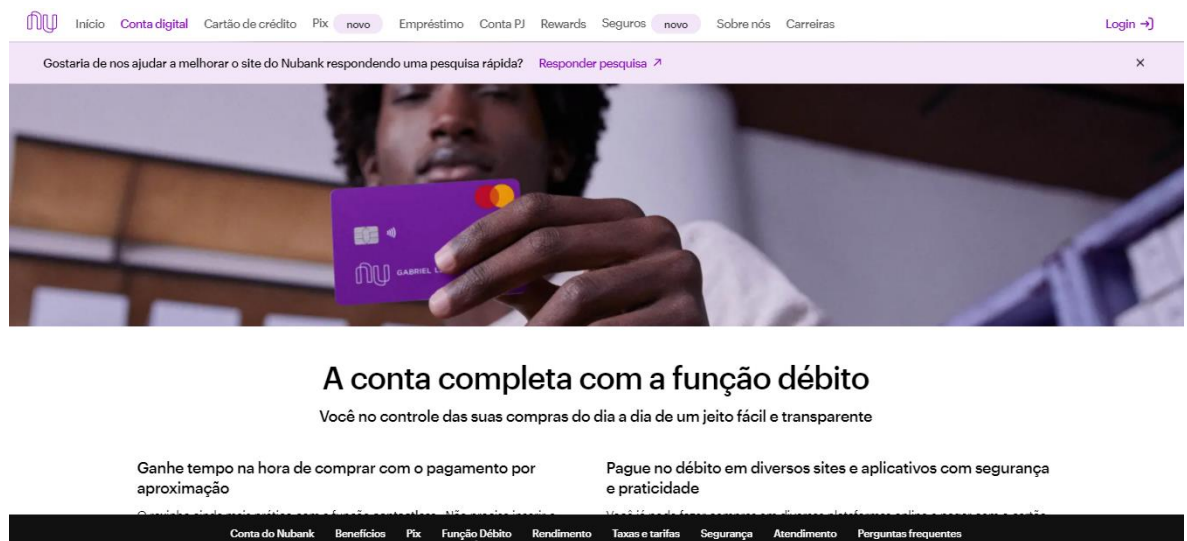 nu Início Conta digital Cartão de crédito Pix novo Empréstimo Conta PJ Rewards Seguros novo Sobre nós Carreiras Login
Gostaria de nos ajudar a melhorar o site do Nubank respondendo uma pesquisa rápida? Responder pesquisa
nu GABRIEL
A conta completa com a função débito
Você no controle das suas compras do dia a dia de um jeito fácil e transparente
Ganhe tempo na hora de comprar com o pagamento por
aproximação
Pague no débito em diversos sites e aplicativos com segurança
e praticidade
Conta do Nubank Benefícios Pix Função Débito Rendimento Taxas e tarifas Segurança Atendimento Perguntas frequentes